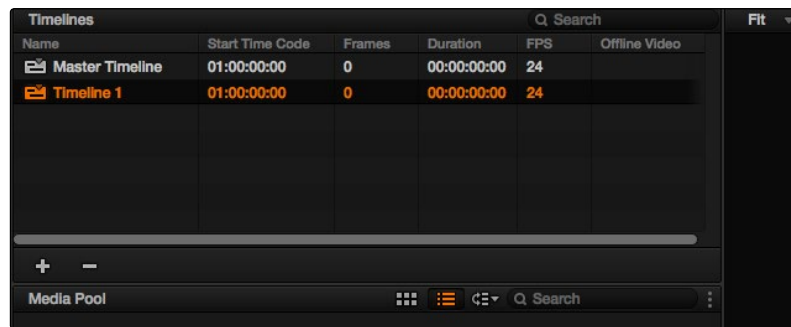 Timelines Search Fit
Name Start Time Code Frames Duration FPS Offline Video
Master Timeline 01:00:00:00 0 00:00:00:00 24
Timeline 1 01:00:00:00 0 00:00:00:00 24
+ −
Media Pool Search